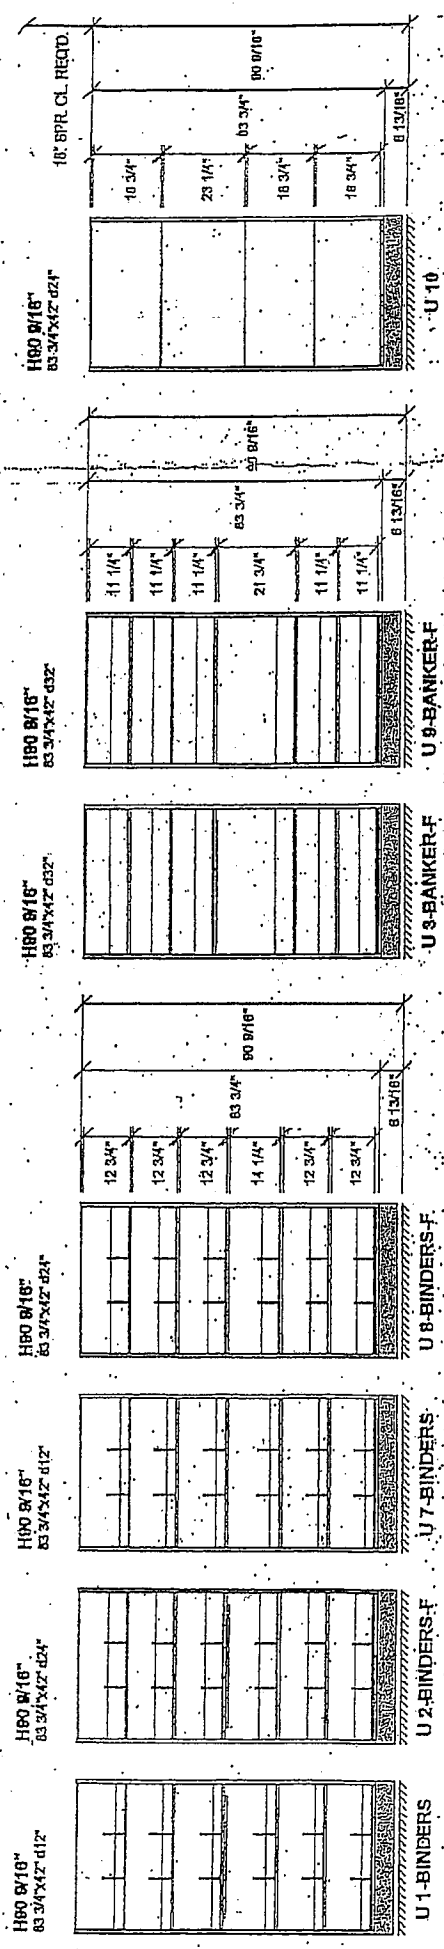 H90 9/16"
83 3/4"x42" d12"
U 1-BINDERS
H90 9/16"
83 3/4"x42" d24"
U 2-BINDERS-F
H90 9/16"
83 3/4"x42" d12"
U 7-BINDERS
H90 9/16"
83 3/4"x42" d24"
U 8-BINDERS-F
12 3/4"
12 3/4"
12 3/4"
14 1/4"
12 3/4"
12 3/4"
83 3/4"
6 13/16"
90 9/16"
H90 9/16"
83 3/4"x42" d32"
U 3-BANKER-F
H90 9/16"
83 3/4"x42" d32"
U 9-BANKER-F
11 1/4"
11 1/4"
11 1/4"
21 3/4"
11 1/4"
11 1/4"
83 3/4"
6 13/16"
90 9/16"
H90 9/16"
83 3/4"x42" d24"
U 10
18" SPR. CL. REQ'D.
18 3/4"
23 1/4"
18 3/4"
18 3/4"
83 3/4"
6 13/16"
90 9/16"